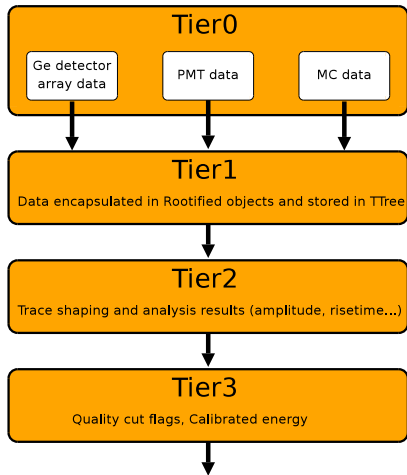 Tier0
Ge detector
array data
PMT data
MC data
Tier1
Data encapsulated in Rootified objects and stored in TTree
Tier2
Trace shaping and analysis results (amplitude, risetime...)
Tier3
Quality cut flags, Calibrated energy